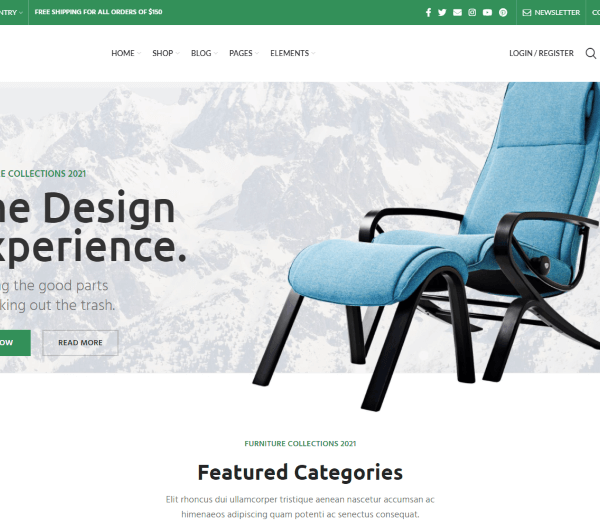 NTRY
FREE SHIPPING FOR ALL ORDERS OF $150
NEWSLETTER
CO
HOME
SHOP
BLOG
PAGES
ELEMENTS
LOGIN / REGISTER
E COLLECTIONS 2021
ne Design
xperience.
g the good parts
king out the trash.
OW
READ MORE
FURNITURE COLLECTIONS 2021
Featured Categories
Elit rhoncus dui ullamcorper tristique aenean nascetur accumsan ac
himenaeos adipiscing quam potenti ac senectus consequat.